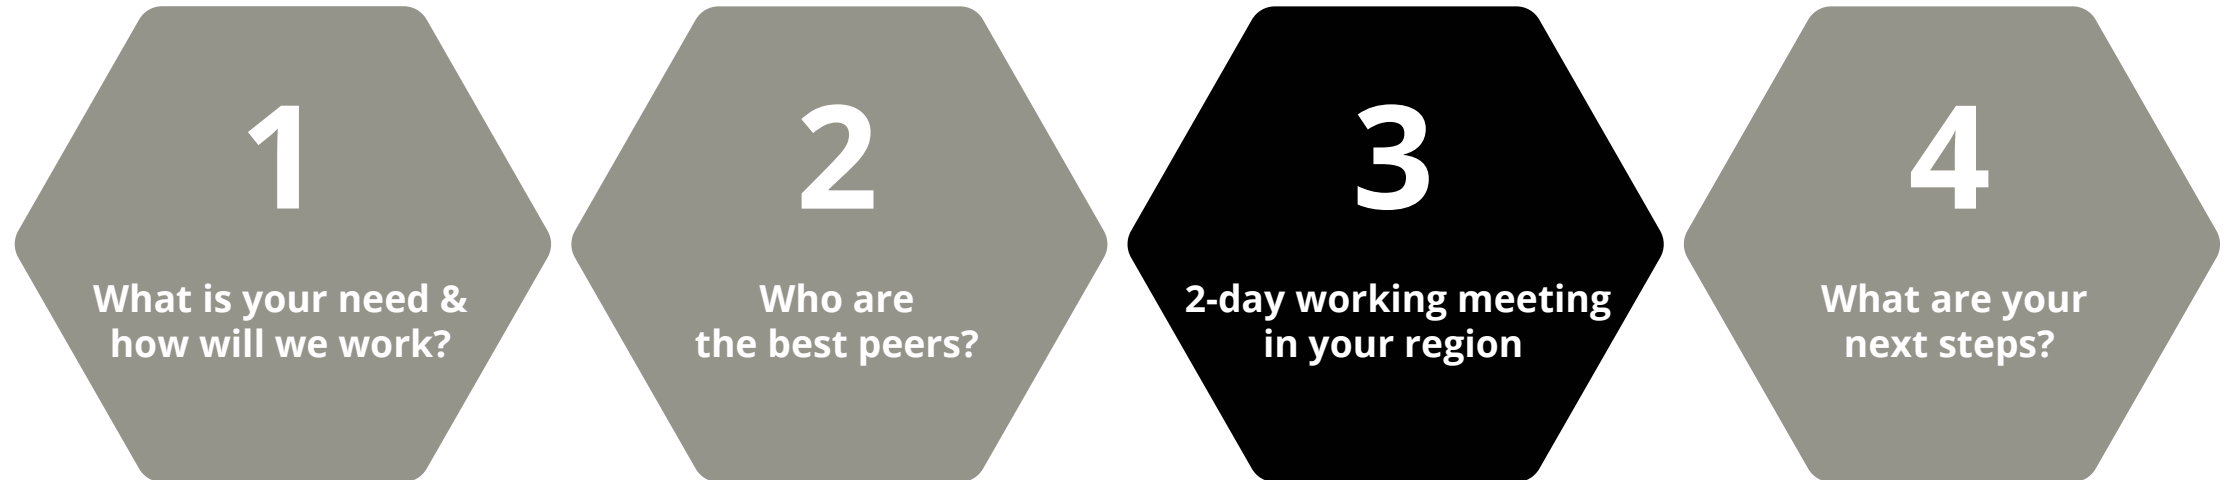 1
What is your need &
how will we work?
2
Who are
the best peers?
3
2-day working meeting
in your region
4
What are your
next steps?